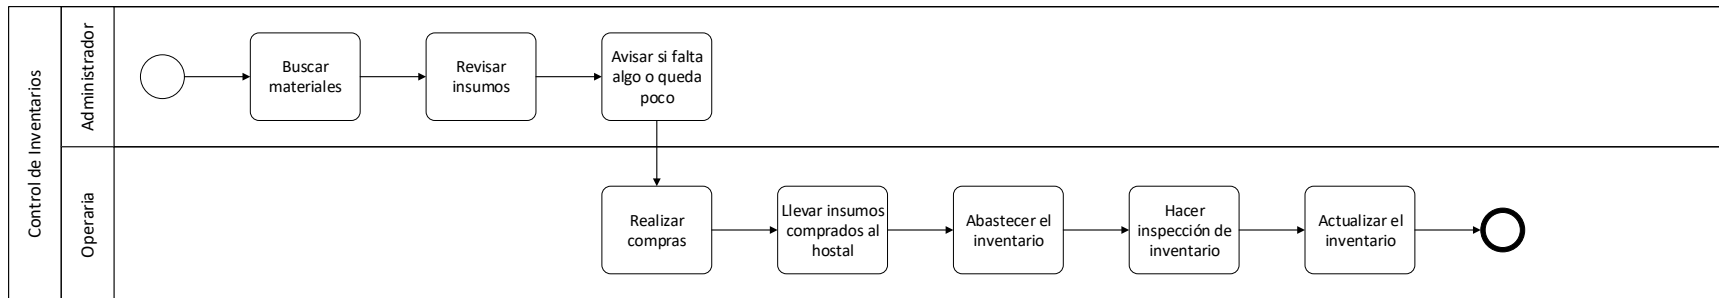 Control de Inventarios
Administrador
Buscar
materiales
Revisar
insumos
Avisar si falta
algo o queda
poco
Operaria
Realizar
compras
Llevar insumos
comprados al
hostal
Abastecer el
inventario
Hacer
inspección de
inventario
Actualizar el
inventario